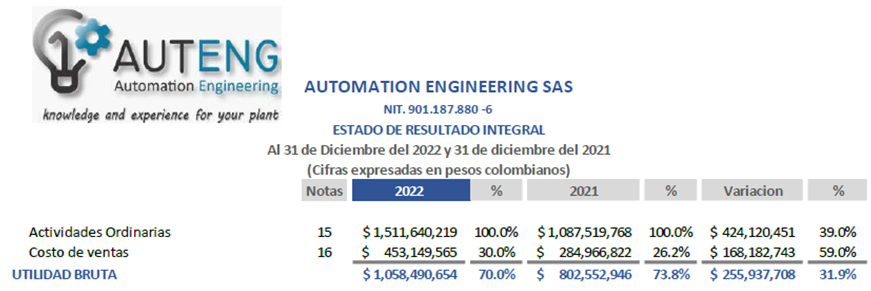 AUTENG
Automation Engineering
knowledge and experience for your plant
AUTOMATION ENGINEERING SAS
NIT. 901.187.880 -6
ESTADO DE RESULTADO INTEGRAL
Al 31 de Diciembre del 2022 y 31 de diciembre del 2021
(Cifras expresadas en pesos colombianos)
Notas 2022 % 2021 % Variacion %
Actividades Ordinarias 15 $ 1,511,640,219 100.0% $ 1,087,519,768 100.0% $ 424,120,451 39.0%
Costo de ventas 16 $ 453,149,565 30.0% $ 284,966,822 26.2% $ 168,182,743 59.0%
UTILIDAD BRUTA $ 1,058,490,654 70.0% $ 802,552,946 73.8% $ 255,937,708 31.9%